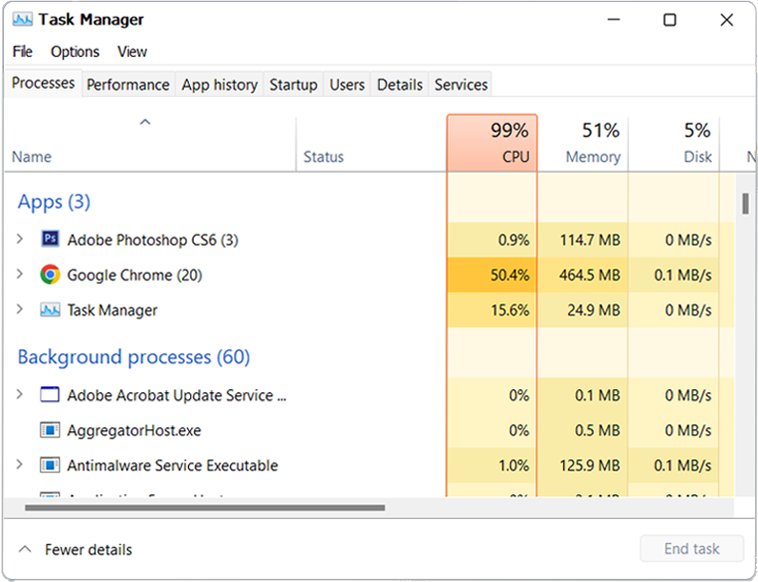 Task Manager
File Options View
Processes Performance App history Startup Users Details Services
99% 51% 5%
Name Status CPU Memory Disk N
Apps (3)
Ps Adobe Photoshop CS6 (3) 0.9% 114.7 MB 0 MB/s
Google Chrome (20) 50.4% 464.5 MB 0.1 MB/s
Task Manager 15.6% 24.9 MB 0 MB/s
Background processes (60)
Adobe Acrobat Update Service ... 0% 0.1 MB 0 MB/s
AggregatorHost.exe 0% 0.5 MB 0 MB/s
Antimalware Service Executable 1.0% 125.9 MB 0.1 MB/s
Fewer details End task